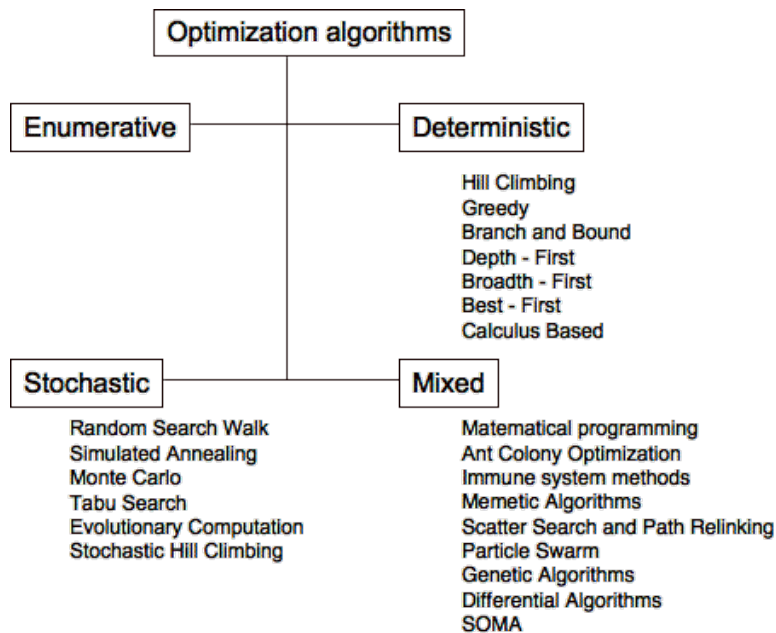 Optimization algorithms
Enumerative
Deterministic
Hill Climbing
Greedy
Branch and Bound
Depth - First
Broadth - First
Best - First
Calculus Based
Stochastic
Random Search Walk
Simulated Annealing
Monte Carlo
Tabu Search
Evolutionary Computation
Stochastic Hill Climbing
Mixed
Matematical programming
Ant Colony Optimization
Immune system methods
Memetic Algorithms
Scatter Search and Path Relinking
Particle Swarm
Genetic Algorithms
Differential Algorithms
SOMA